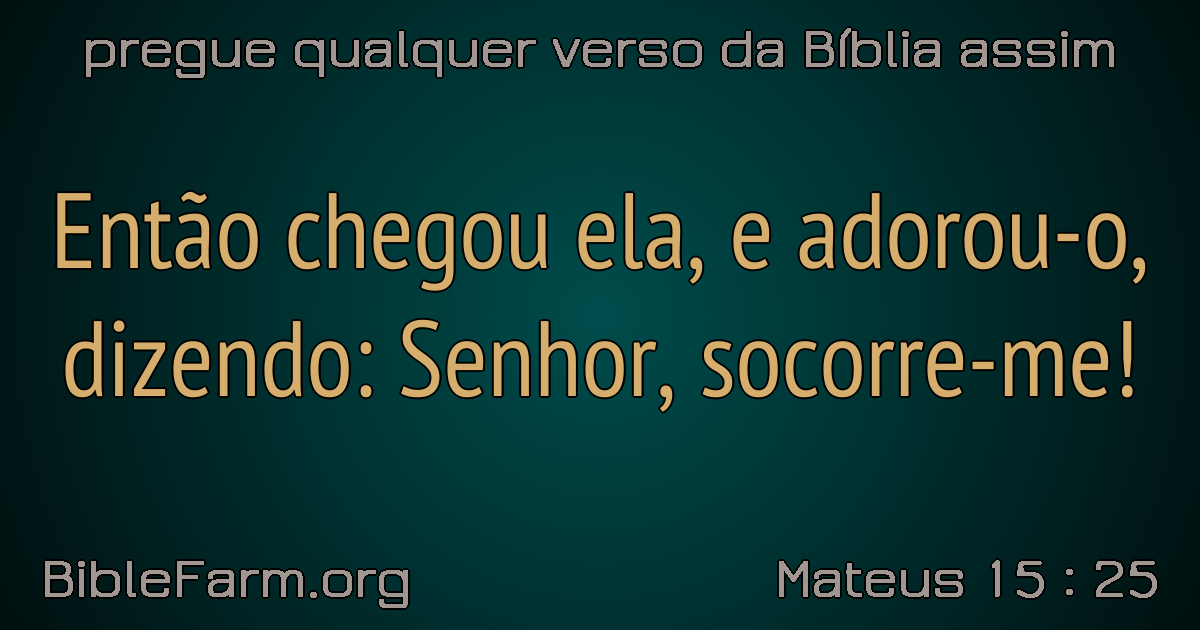 pregue qualquer verso da Bíblia assim
Então chegou ela, e adorou-o,
dizendo: Senhor, socorre-me!
BibleFarm.org
Mateus 15 : 25